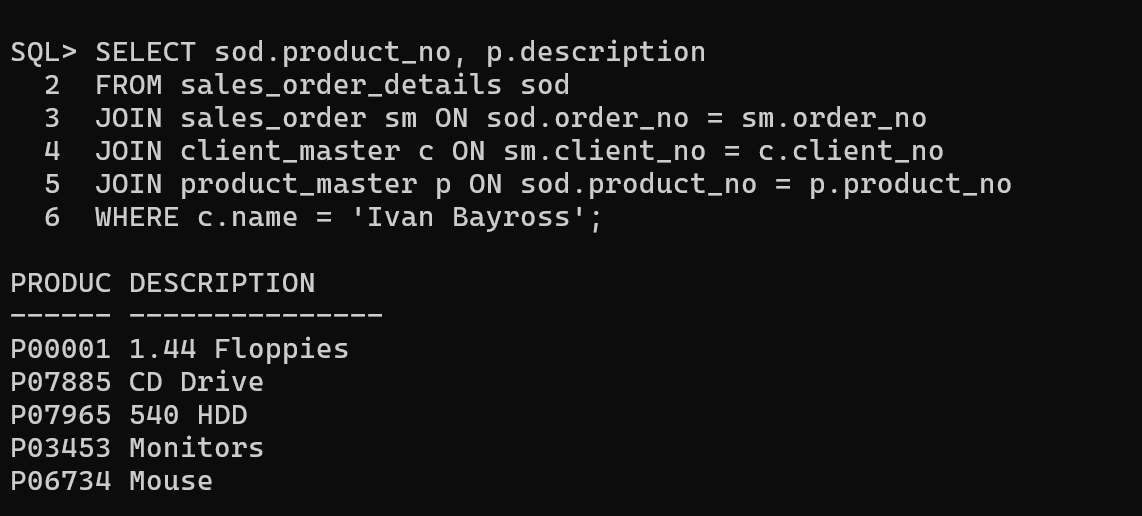 SQL> SELECT sod.product_no, p.description
  2  FROM sales_order_details sod
  3  JOIN sales_order sm ON sod.order_no = sm.order_no
  4  JOIN client_master c ON sm.client_no = c.client_no
  5  JOIN product_master p ON sod.product_no = p.product_no
  6  WHERE c.name = 'Ivan Bayross';
PRODUC DESCRIPTION
------ ---------------
P00001 1.44 Floppies
P07885 CD Drive
P07965 540 HDD
P03453 Monitors
P06734 Mouse